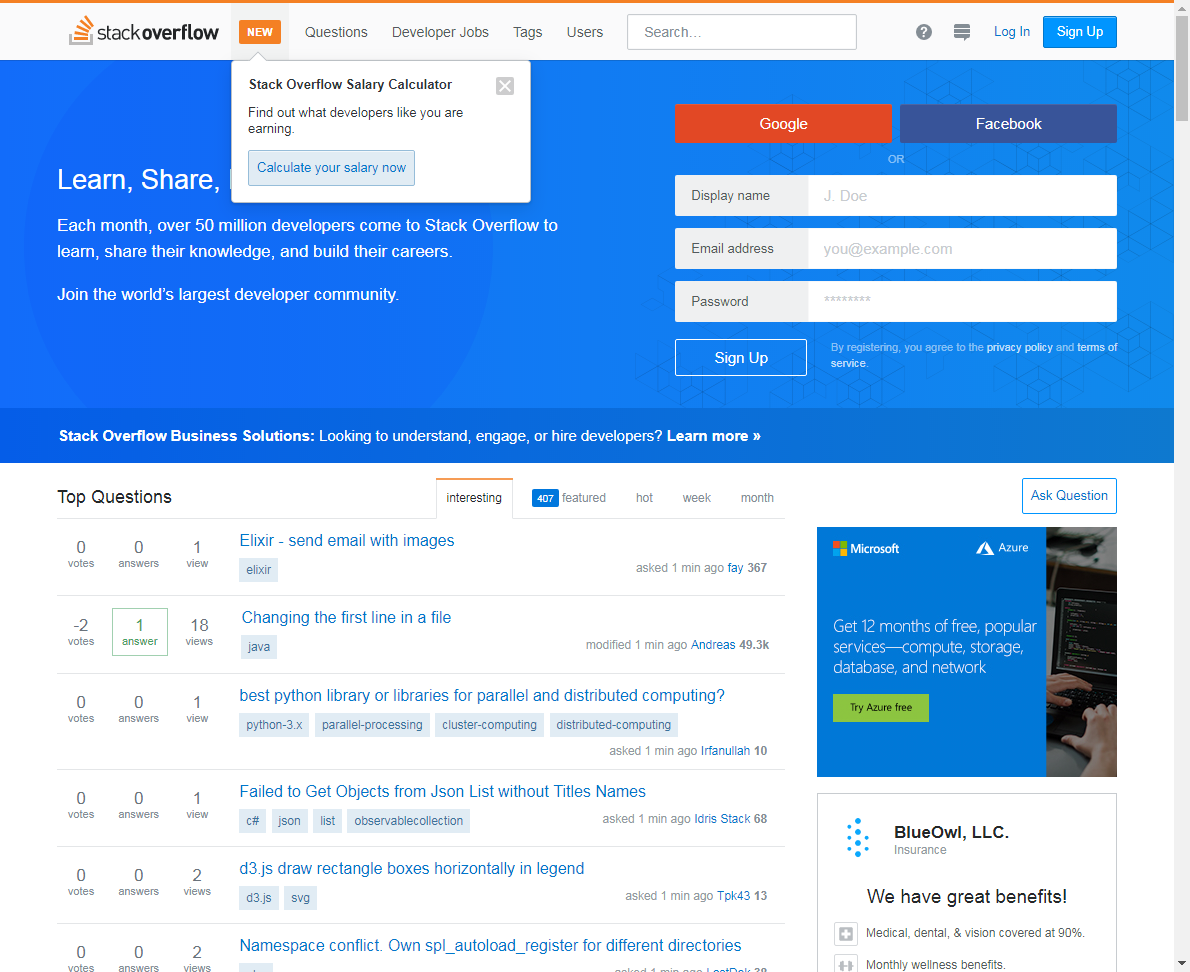 stack overflow
NEW
Questions
Developer Jobs
Tags
Users
Search...
?
Log In
Sign Up
Stack Overflow Salary Calculator
Find out what developers like you are
earning.
Calculate your salary now
Learn, Share,
Each month, over 50 million developers come to Stack Overflow to
learn, share their knowledge, and build their careers.
Join the world's largest developer community.
Google
Facebook
OR
Display name
J. Doe
Email address
you@example.com
Password
********
Sign Up
By registering, you agree to the privacy policy and terms of
service.
Stack Overflow Business Solutions: Looking to understand, engage, or hire developers? Learn more »
Top Questions
interesting
407 featured
hot
week
month
Ask Question
0 votes
0 answers
1 view
Elixir - send email with images
elixir
asked 1 min ago fay 367
-2 votes
1 answer
18 views
Changing the first line in a file
java
modified 1 min ago Andreas 49.3k
0 votes
0 answers
1 view
best python library or libraries for parallel and distributed computing?
python-3.x parallel-processing cluster-computing distributed-computing
asked 1 min ago Irfanullah 10
0 votes
0 answers
1 view
Failed to Get Objects from Json List without Titles Names
c# json list observablecollection
asked 1 min ago Idris Stack 68
0 votes
0 answers
2 views
d3.js draw rectangle boxes horizontally in legend
d3.js svg
asked 1 min ago Tpk43 13
0 votes
0 answers
2 views
Namespace conflict. Own spl_autoload_register for different directories
Microsoft
Azure
Get 12 months of free, popular
services—compute, storage,
database, and network
Try Azure free
BlueOwl, LLC.
Insurance
We have great benefits!
Medical, dental, & vision covered at 90%.
Monthly wellness benefits.